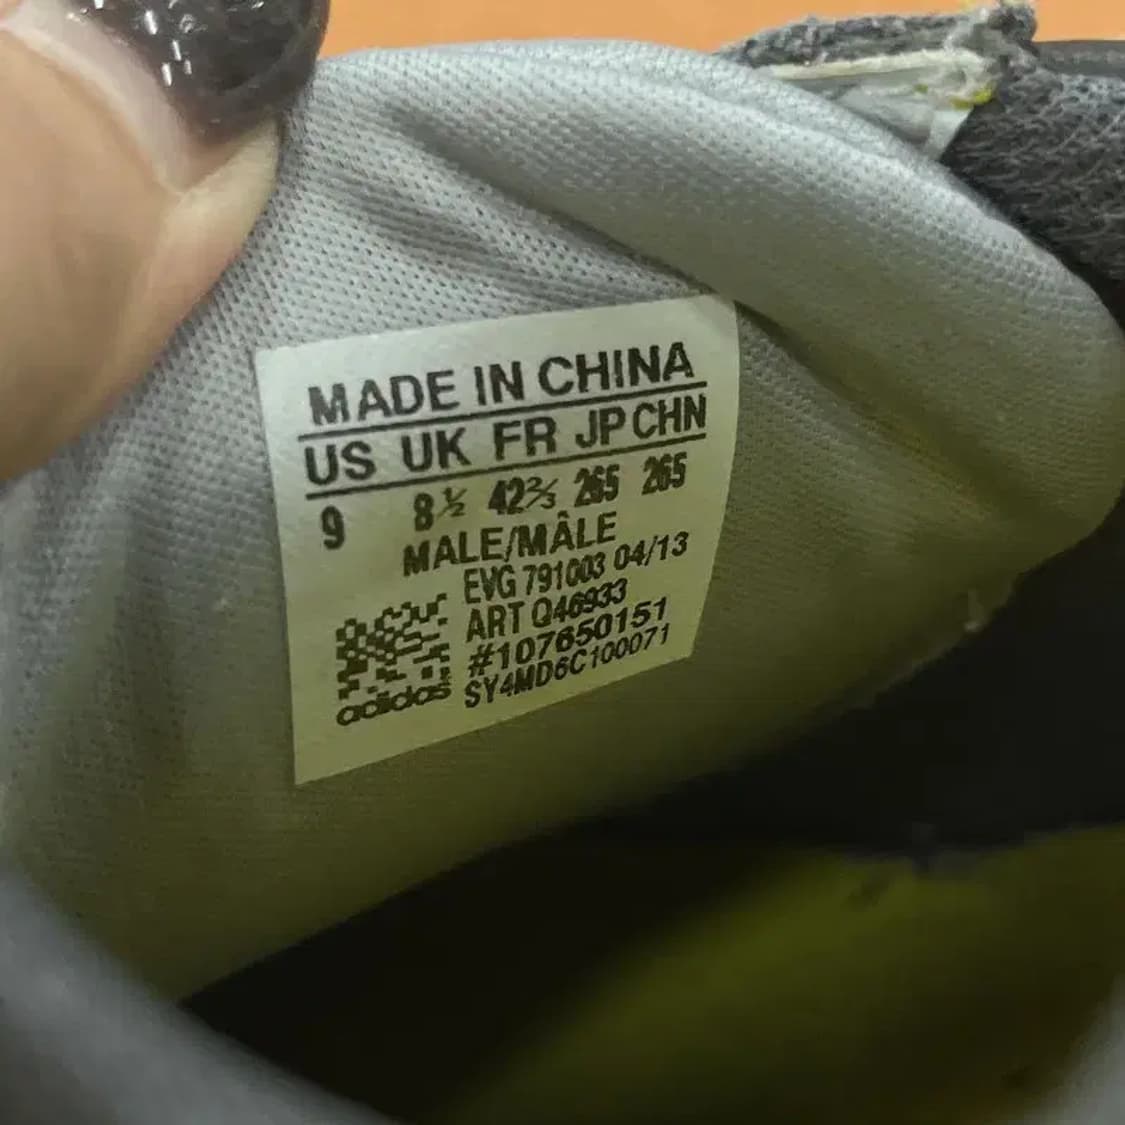 MADE IN CHINA
US UK FR JP CHN
9 8½ 42⅔ 265 265
MALE/MÂLE
EVG 791003 04/13
ART Q46933
#107650151
SY4MD6C100071
adidas